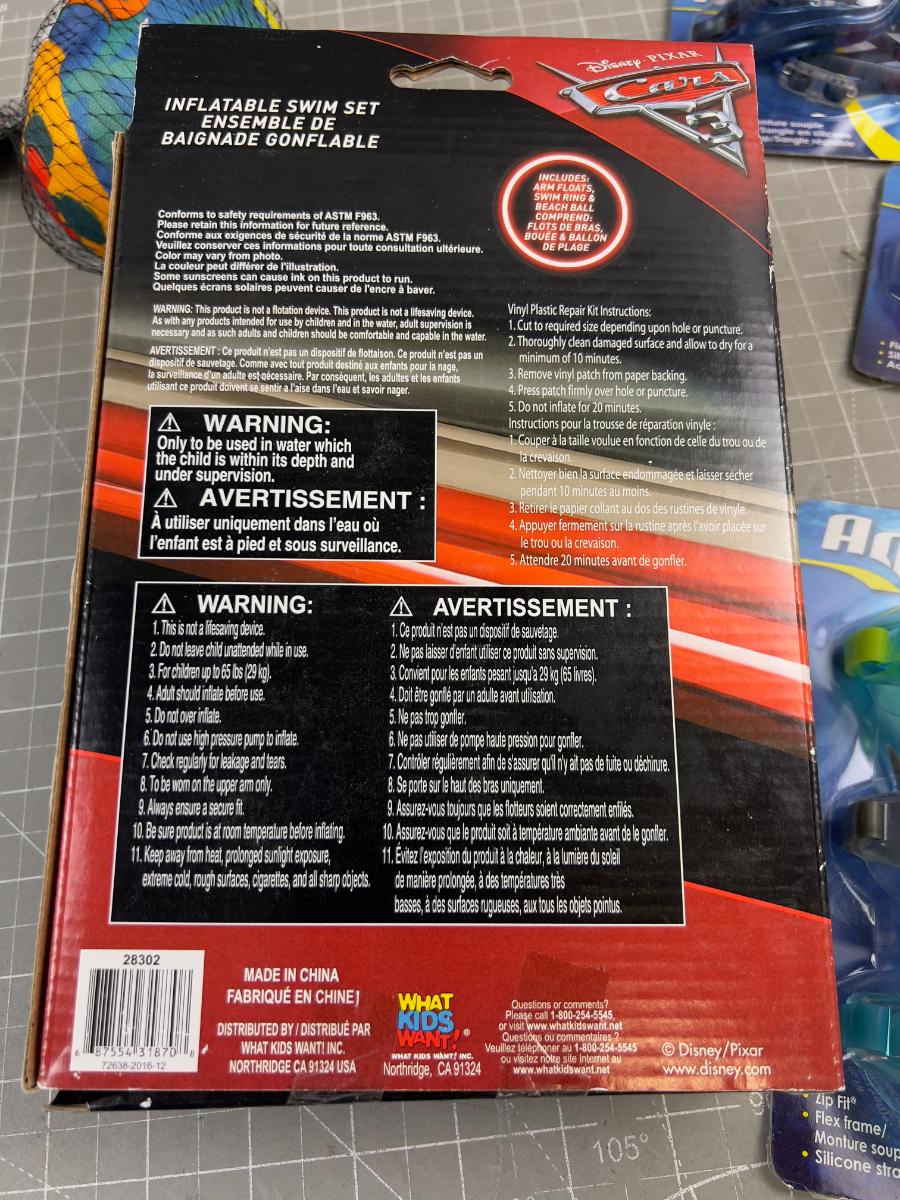 Disney·PIXAR
Cars
3
INFLATABLE SWIM SET
ENSEMBLE DE
BAIGNADE GONFLABLE
INCLUDES:
ARM FLOATS,
SWIM RING &
BEACH BALL
COMPREND:
FLOTS DE BRAS,
BOUÉE & BALLON
DE PLAGE
Conforms to safety requirements of ASTM F963.
Please retain this information for future reference.
Conforme aux exigences de sécurité de la norme ASTM F963.
Veuillez conserver ces informations pour toute consultation ultérieure.
Color may vary from photo.
La couleur peut différer de l'illustration.
Some sunscreens can cause ink on this product to run.
Quelques écrans solaires peuvent causer de l'encre à baver.
WARNING: This product is not a flotation device. This product is not a lifesaving device.
As with any products intended for use by children and in the water, adult supervision is
necessary and as such adults and children should be comfortable and capable in the water.
AVERTISSEMENT : Ce produit n'est pas un dispositif de flottaison. Ce produit n'est pas un
dispositif de sauvetage. Comme avec tout produit destiné aux enfants pour la nage,
la surveillance d'un adulte est nécessaire. Par conséquent, les adultes et les enfants
utilisant ce produit doivent se sentir a l'aise dans l'eau et savoir nager.
Vinyl Plastic Repair Kit Instructions:
1. Cut to required size depending upon hole or puncture.
2. Thoroughly clean damaged surface and allow to dry for a
minimum of 10 minutes.
3. Remove vinyl patch from paper backing.
4. Press patch firmly over hole or puncture.
5. Do not inflate for 20 minutes.
Instructions pour la trousse de réparation vinyle :
1. Couper à la taille voulue en fonction de celle du trou ou de
la crevaison.
2. Nettoyer bien la surface endommagée et laisser sécher
pendant 10 minutes au moins.
3. Retirer le papier collant au dos des rustines de vinyle.
4. Appuyer fermement sur la rustine après l'avoir placée sur
le trou ou la crevaison.
5. Attendre 20 minutes avant de gonfler.
WARNING:
Only to be used in water which
the child is within its depth and
under supervision.
AVERTISSEMENT :
À utiliser uniquement dans l'eau où
l'enfant est à pied et sous surveillance.
WARNING:
1. This is not a lifesaving device.
2. Do not leave child unattended while in use.
3. For children up to 65 lbs (29 kg).
4. Adult should inflate before use.
5. Do not over inflate.
6. Do not use high pressure pump to inflate.
7. Check regularly for leakage and tears.
8. To be worn on the upper arm only.
9. Always ensure a secure fit.
10. Be sure product is at room temperature before inflating.
11. Keep away from heat, prolonged sunlight exposure,
extreme cold, rough surfaces, cigarettes, and all sharp objects.
AVERTISSEMENT :
1. Ce produit n'est pas un dispositif de sauvetage.
2. Ne pas laisser d'enfant utiliser ce produit sans supervision.
3. Convient pour les enfants pesant jusqu'à 29 kg (65 livres).
4. Doit être gonflé par un adulte avant utilisation.
5. Ne pas trop gonfler.
6. Ne pas utiliser de pompe haute pression pour gonfler.
7. Contrôler régulièrement afin de s'assurer qu'il n'y ait pas de fuite ou déchirure.
8. Se porte sur le haut des bras uniquement.
9. Assurez-vous toujours que les flotteurs soient correctement enfilés.
10. Assurez-vous que le produit soit à température ambiante avant de le gonfler.
11. Évitez l'exposition du produit à la chaleur, à la lumière du soleil
de manière prolongée, à des températures très
basses, à des surfaces rugueuses, aux tous les objets pointus.
28302
6 87554 31870 8
72638-2016-12
MADE IN CHINA
FABRIQUÉ EN CHINE
DISTRIBUTED BY / DISTRIBUÉ PAR
WHAT KIDS WANT! INC.
NORTHRIDGE CA 91324 USA
WHAT
KIDS
WANT!®
WHAT KIDS WANT! INC.
Northridge, CA 91324
Questions or comments?
Please call 1-800-254-5545,
or visit www.whatkidswant.net
Questions ou commentaires ?
Veuillez téléphoner au 1-800-254-5545
ou visitez notre site Internet au
www.whatkidswant.net
© Disney/Pixar
www.disney.com
105°
Zip Fit®
Flex frame/
Monture soup
Silicone stra